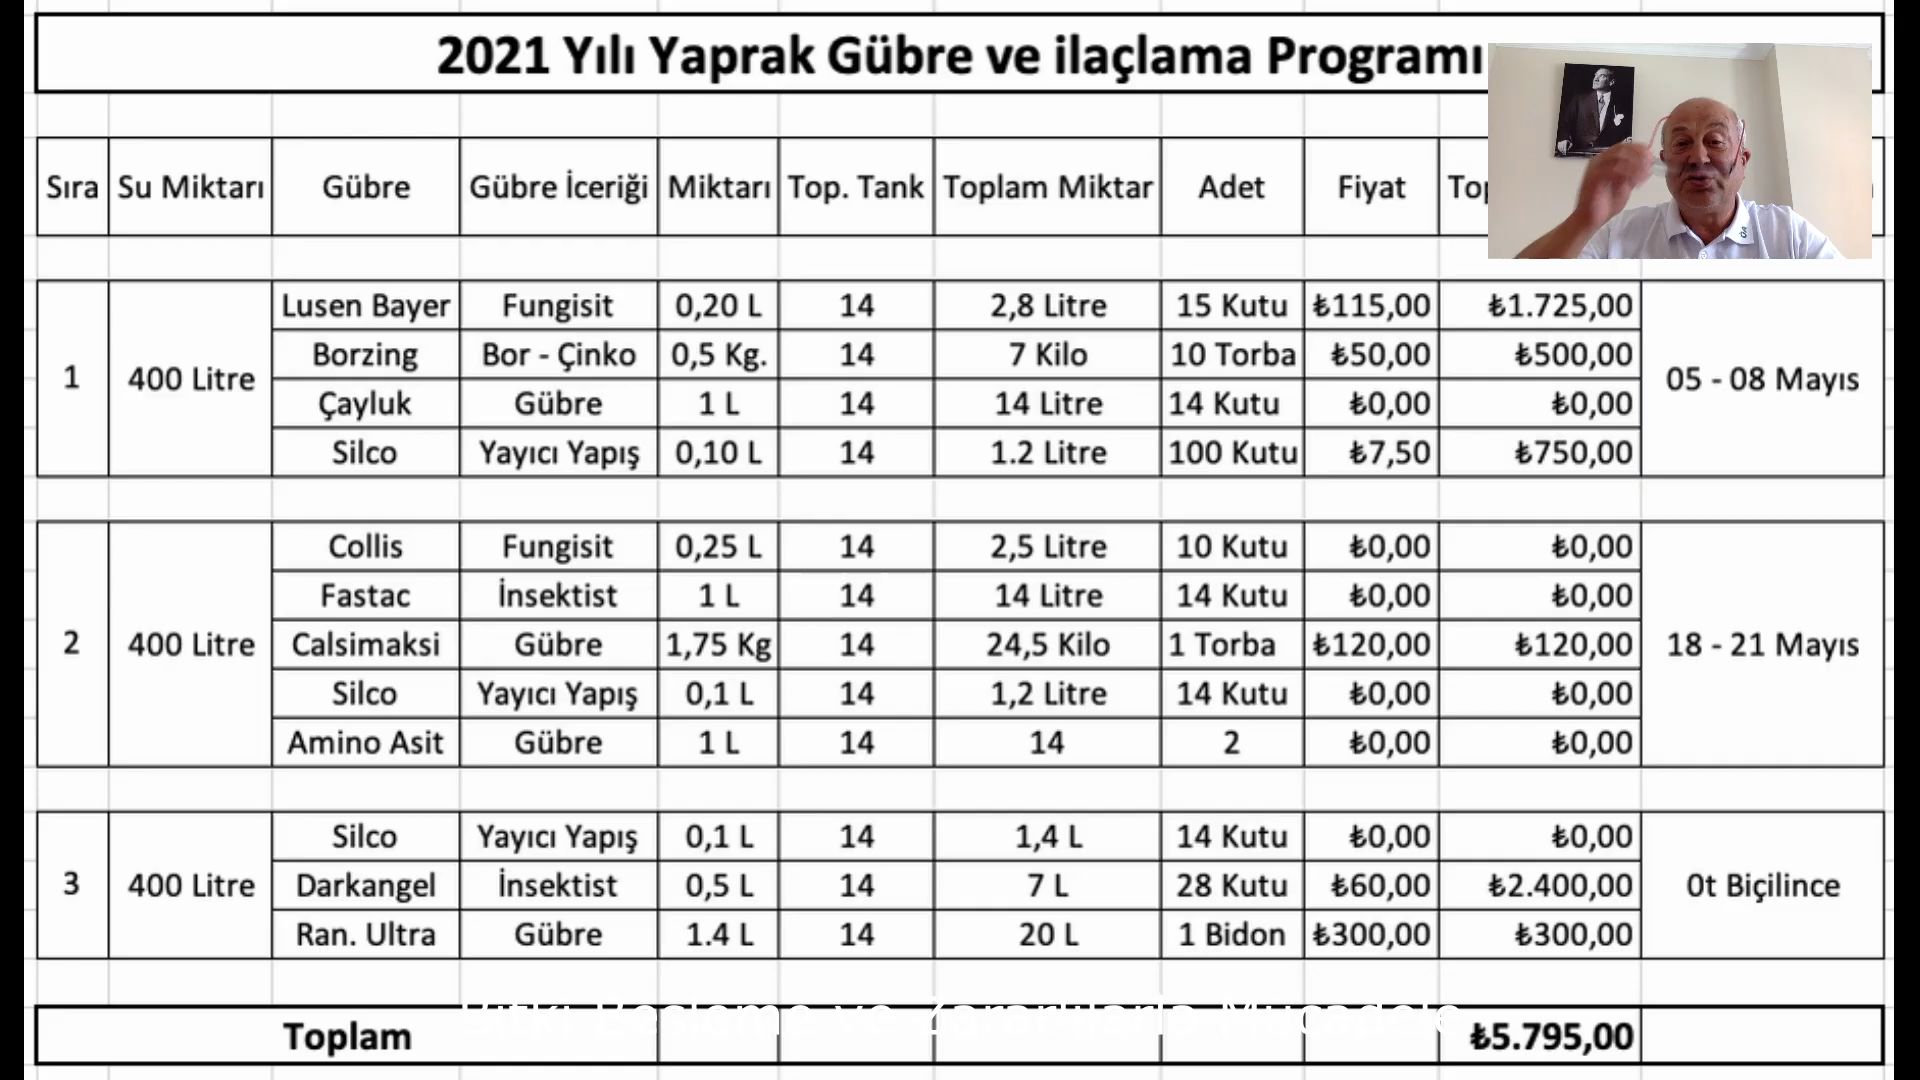 2021 Yılı Yaprak Gübre ve ilaçlama Programı
Sıra Su Miktarı Gübre Gübre İceriği Miktarı Top. Tank Toplam Miktar Adet Fiyat
1 400 Litre 05 - 08 Mayıs
Lusen Bayer Fungisit 0,20 L 14 2,8 Litre 15 Kutu ₺115,00 ₺1.725,00
Borzing Bor - Çinko 0,5 Kg. 14 7 Kilo 10 Torba ₺50,00 ₺500,00
Çayluk Gübre 1 L 14 14 Litre 14 Kutu ₺0,00 ₺0,00
Silco Yayıcı Yapış 0,10 L 14 1.2 Litre 100 Kutu ₺7,50 ₺750,00
2 400 Litre 18 - 21 Mayıs
Collis Fungisit 0,25 L 14 2,5 Litre 10 Kutu ₺0,00 ₺0,00
Fastac İnsektist 1 L 14 14 Litre 14 Kutu ₺0,00 ₺0,00
Calsimaksi Gübre 1,75 Kg 14 24,5 Kilo 1 Torba ₺120,00 ₺120,00
Silco Yayıcı Yapış 0,1 L 14 1,2 Litre 14 Kutu ₺0,00 ₺0,00
Amino Asit Gübre 1 L 14 14 2 ₺0,00 ₺0,00
3 400 Litre 0t Biçilince
Silco Yayıcı Yapış 0,1 L 14 1,4 L 14 Kutu ₺0,00 ₺0,00
Darkangel İnsektist 0,5 L 14 7 L 28 Kutu ₺60,00 ₺2.400,00
Ran. Ultra Gübre 1.4 L 14 20 L 1 Bidon ₺300,00 ₺300,00
Bitki Besleme ve Zararlılarla Mücadele
Toplam ₺5.795,00